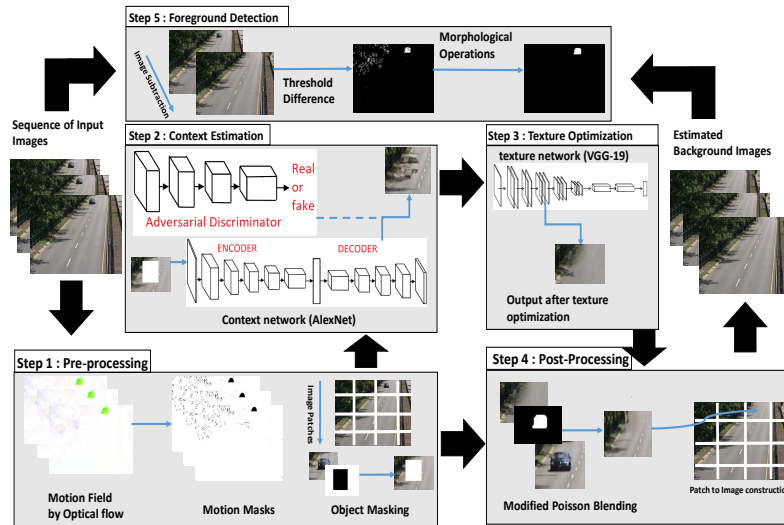 Step 5 : Foreground Detection
Image Subtraction
Threshold
Difference
Morphological
Operations
Sequence of Input
Images
Step 2 : Context Estimation
Real
or
fake
Adversarial Discriminator
ENCODER
DECODER
Context network (AlexNet)
Step 3 : Texture Optimization
texture network (VGG-19)
Output after texture
optimization
Estimated
Background Images
Step 1 : Pre-processing
Motion Field
by Optical flow
Motion Masks
Image Patches
Object Masking
Step 4 : Post-Processing
Modified Poisson Blending
Patch to Image construction